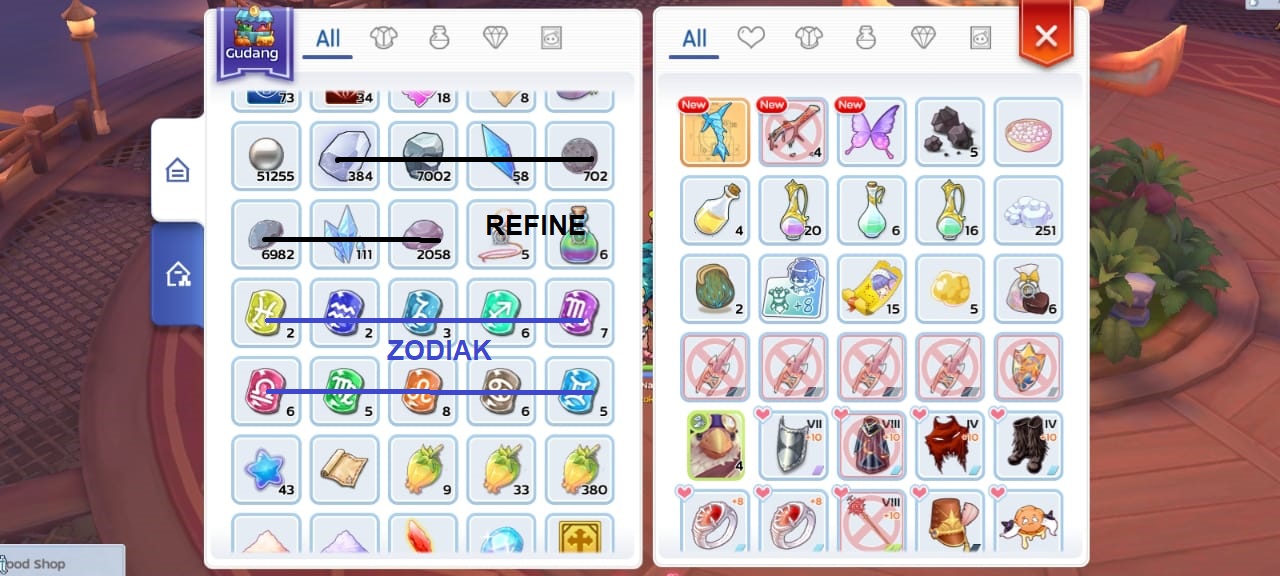 Gudang
All
All
73 34 18 8
New New New
4 5
51255 384 7002 58 702
4 20 6 16 251
6982 111 2058 REFINE 5 6
2 +8 15 5 6
2 2 3 6 7
ZODIAK
6 5 8 6 5
4 VII +10 VIII +10 IV +10 IV +10
43 9 33 380
+8 +8 VIII +10
ood Shop